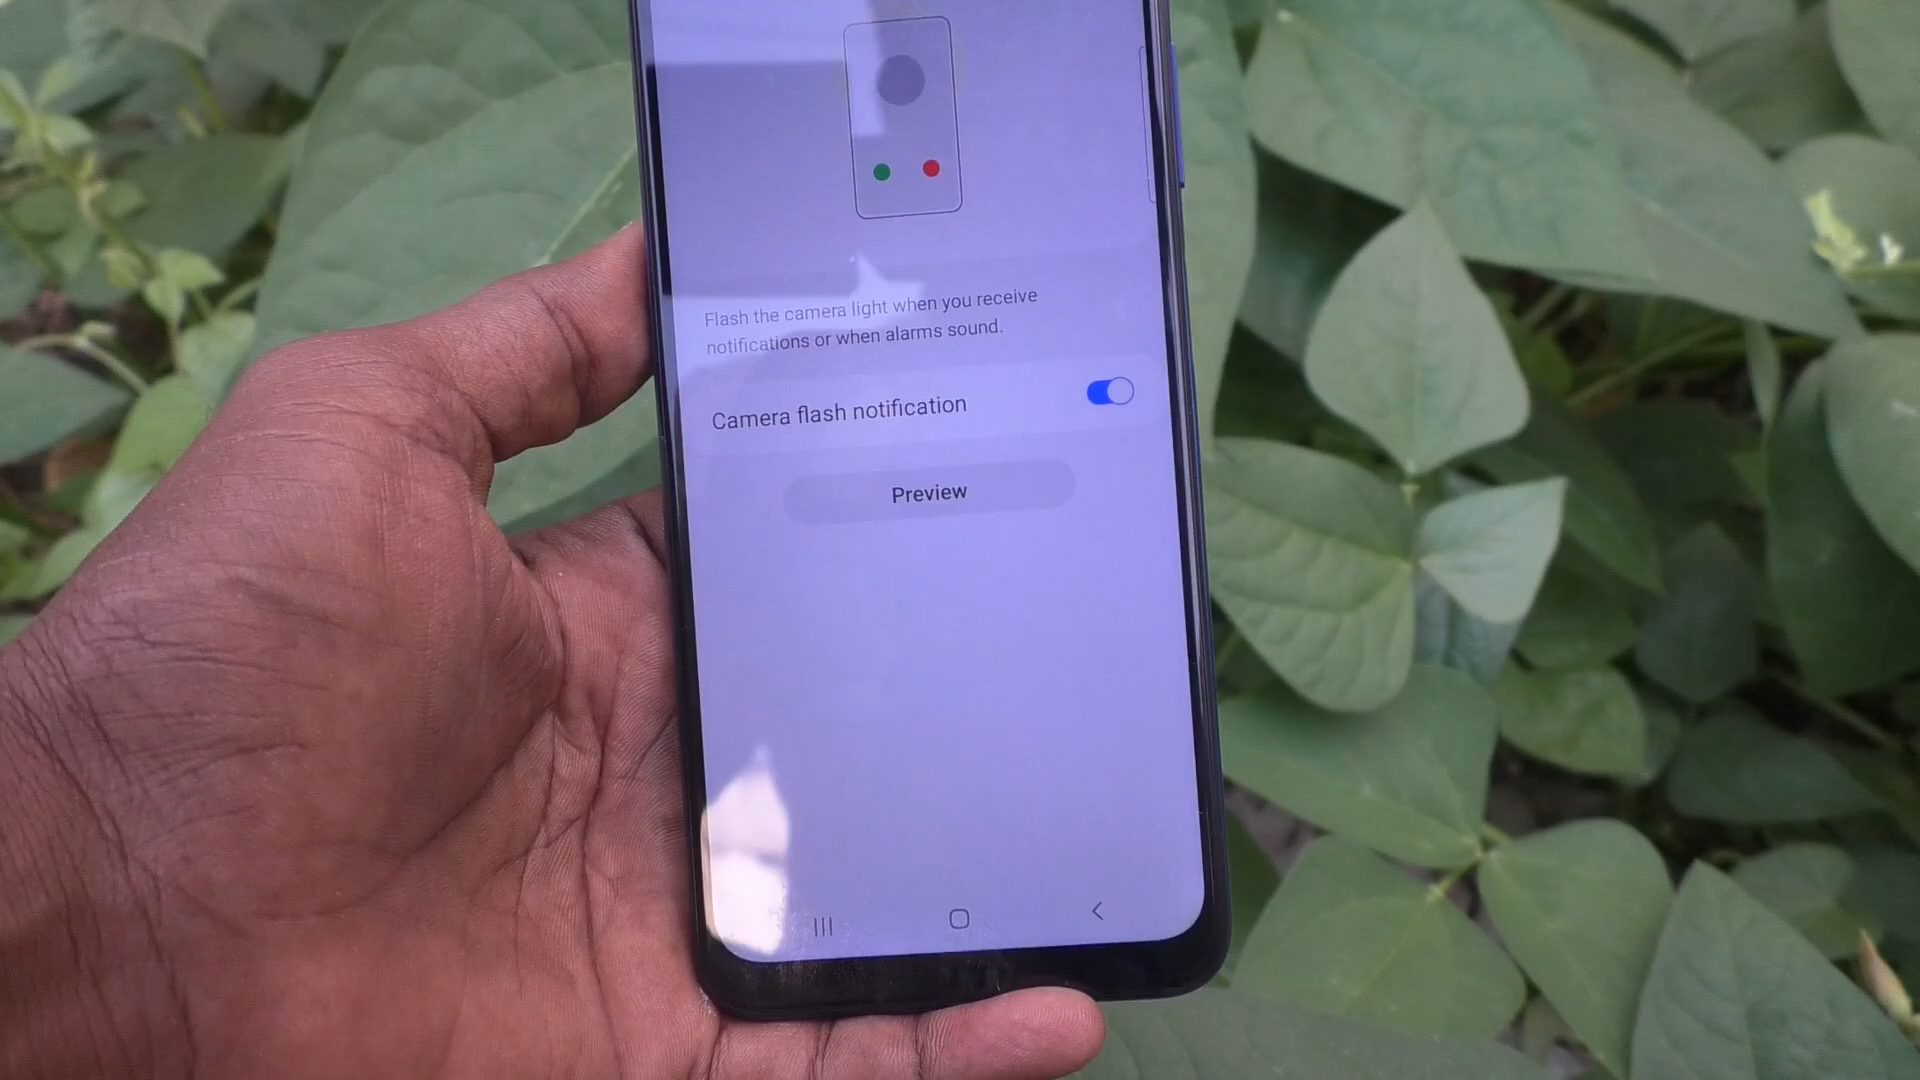 Flash the camera light when you receive
notifications or when alarms sound.
Camera flash notification
Preview